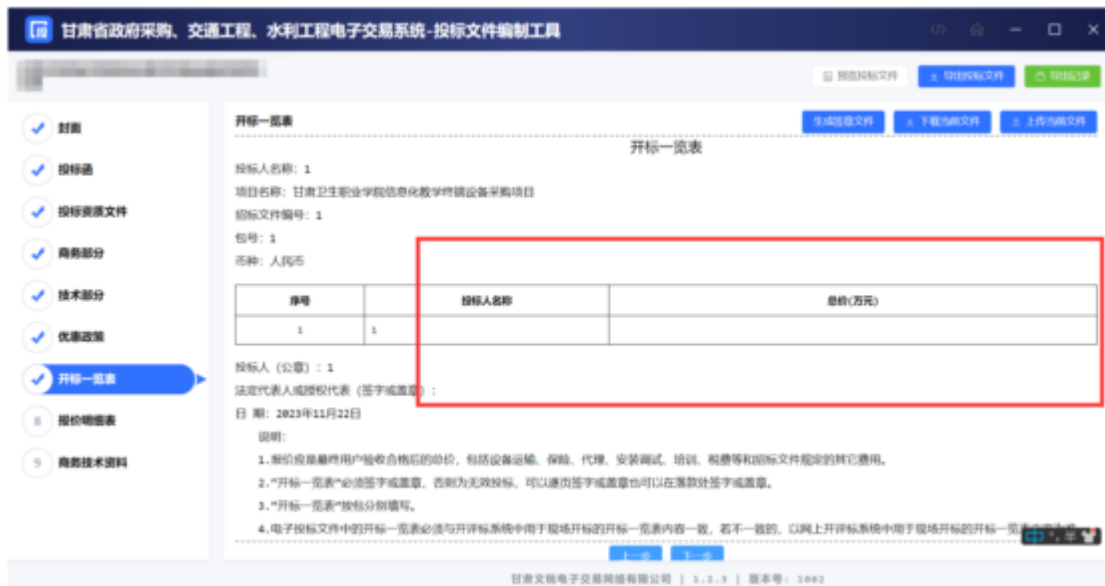 甘肃省政府采购、交通工程、水利工程电子交易系统-投标文件编制工具
预览投标文件 导出投标文件 导出记录
封面
投标函
投标资质文件
商务部分
技术部分
优惠政策
开标一览表
8 报价明细表
9 商务技术资料
开标一览表
生成签章文件 下载当前文件 上传当前文件
开标一览表
投标人名称: 1
项目名称: 甘肃卫生职业学院信息化教学终端设备采购项目
招标文件编号: 1
包号: 1
币种: 人民币
序号 投标人名称 总价(万元)
1 1
投标人 (公章) : 1
法定代表人或授权代表 (签字或盖章) :
日 期: 2023年11月22日
说明:
1.报价应是最终用户验收合格后的总价, 包括设备运输、保险、代理、安装调试、培训、税费等和招标文件规定的其它费用。
2."开标一览表"必须签字或盖章, 否则为无效投标, 可以逐页签字或盖章也可以在落款处签字或盖章。
3."开标一览表"按包分别填写。
4.电子投标文件中的开标一览表必须与开评标系统中用于现场开标的开标一览表内容一致, 若不一致的, 以网上开评标系统中用于现场开标的开标一览
中 半
上一步 下一步
甘肃文锐电子交易网络有限公司 | 1.2.3 | 版本号: 1002